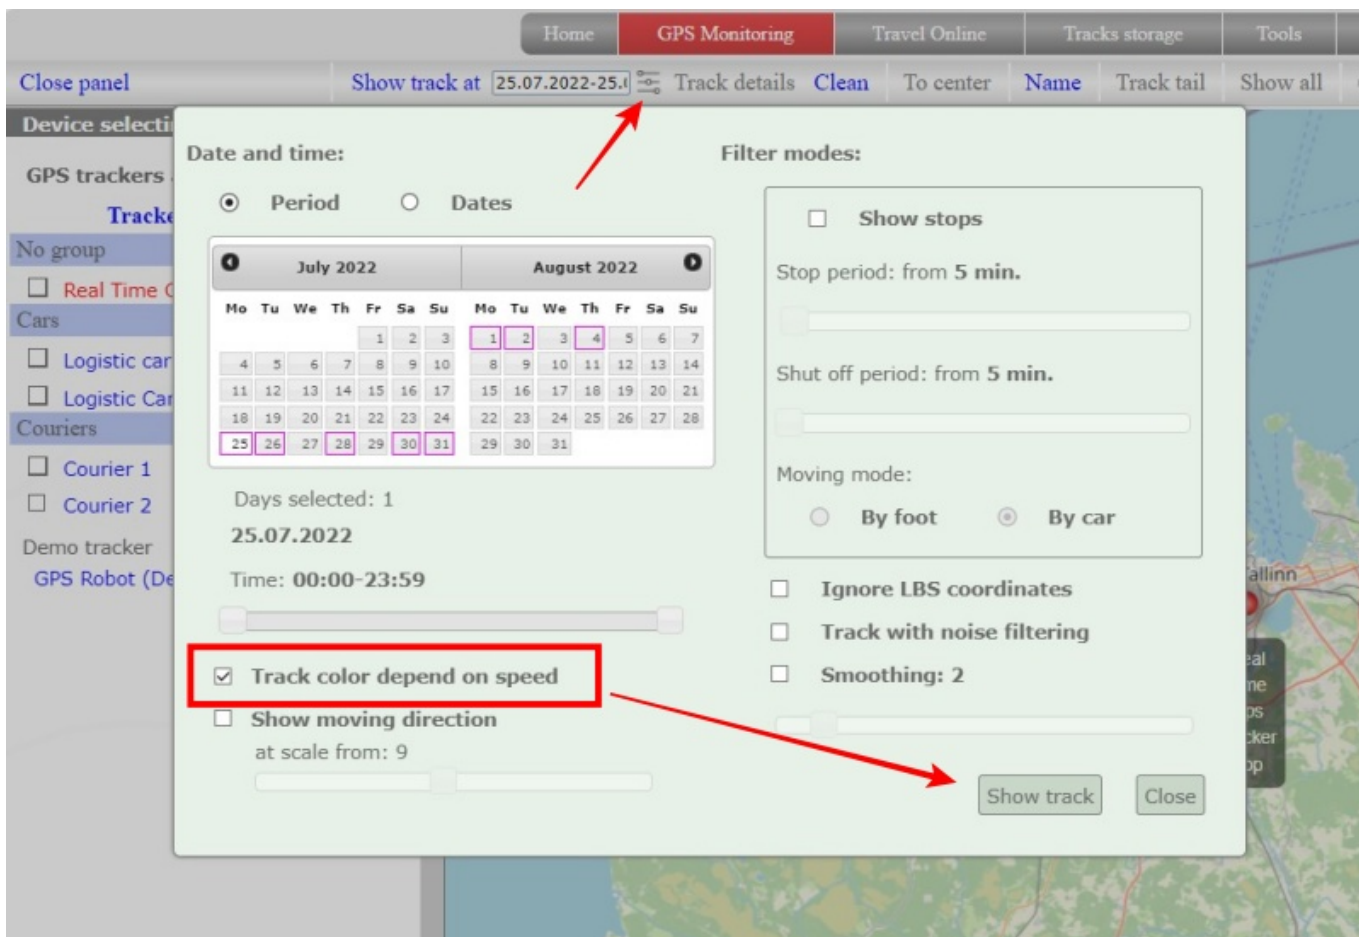 Home GPS Monitoring Travel Online Tracks storage Tools
Close panel Show track at 25.07.2022-25. Track details Clean To center Name Track tail Show all
Device selecti
GPS trackers
Tracke
No group
Real Time
Cars
Logistic car
Logistic Car
Couriers
Courier 1
Courier 2
Demo tracker
GPS Robot (De
Date and time:
Period Dates
July 2022 August 2022
Mo Tu We Th Fr Sa Su Mo Tu We Th Fr Sa Su
1 2 3 1 2 3 4 5 6 7
4 5 6 7 8 9 10 8 9 10 11 12 13 14
11 12 13 14 15 16 17 15 16 17 18 19 20 21
18 19 20 21 22 23 24 22 23 24 25 26 27 28
25 26 27 28 29 30 31 29 30 31
Days selected: 1
25.07.2022
Time: 00:00-23:59
Track color depend on speed
Show moving direction
at scale from: 9
Filter modes:
Show stops
Stop period: from 5 min.
Shut off period: from 5 min.
Moving mode:
By foot By car
Ignore LBS coordinates
Track with noise filtering
Smoothing: 2
Show track Close
allinn
eal
me
ps
cker
op